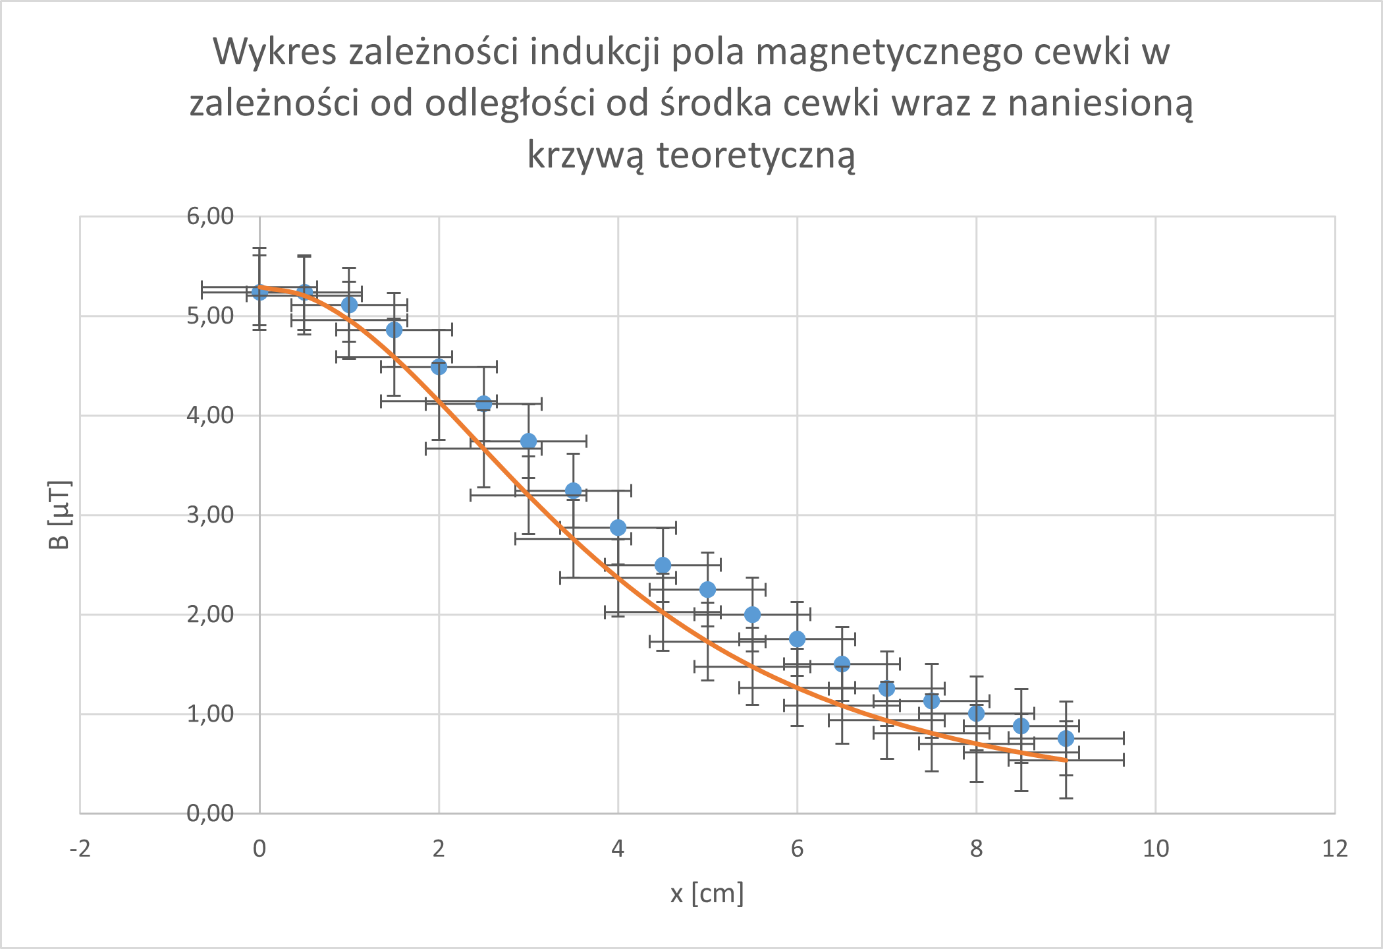 Wykres zależności indukcji pola magnetycznego cewki w
zależności od odległości od środka cewki wraz z naniesioną
krzywą teoretyczną
6,00
5,00
4,00
3,00
2,00
1,00
0,00
B [μT]
-2 0 2 4 6 8 10 12
x [cm]